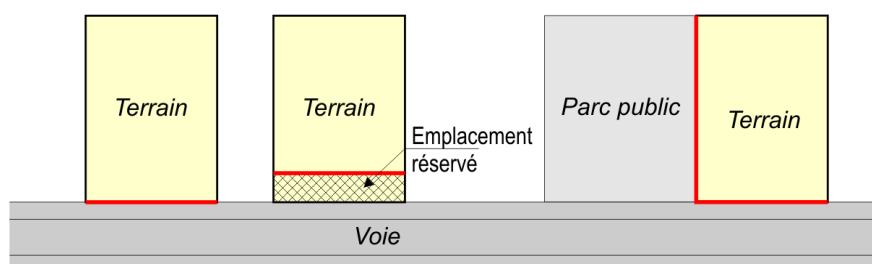 Terrain
Terrain
Emplacement
réservé
Parc public
Terrain
Voie